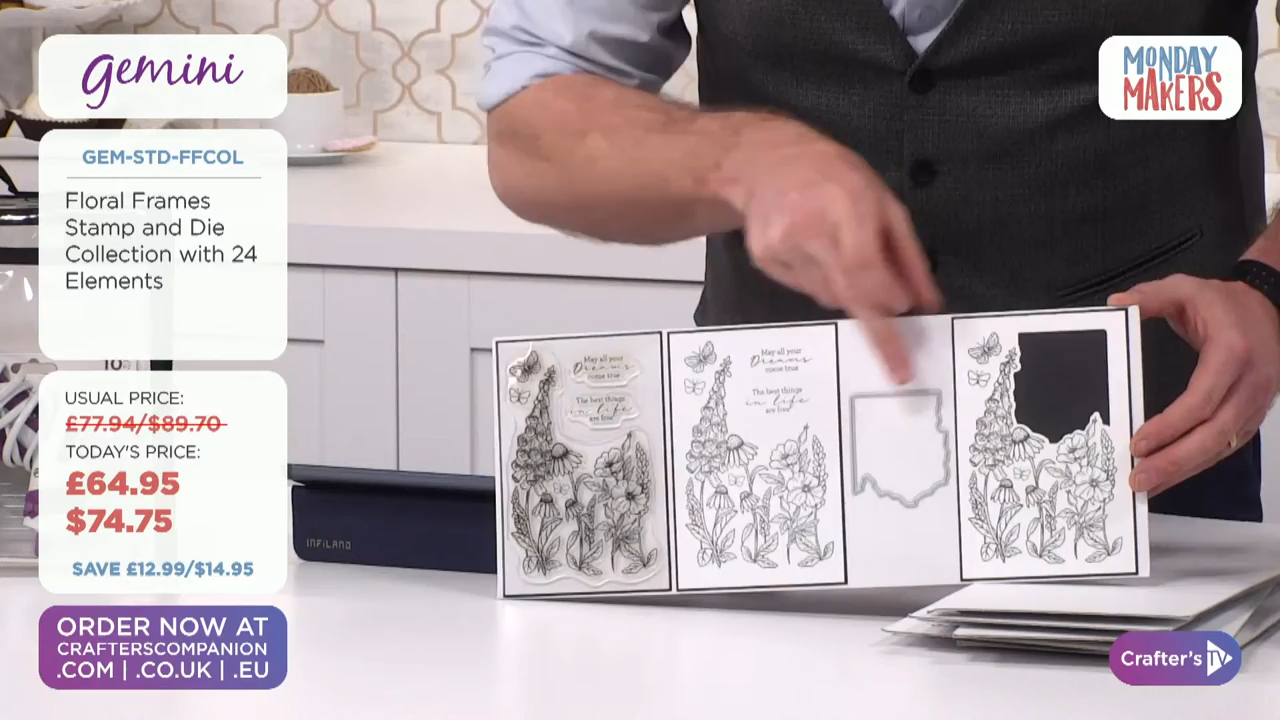 gemini
GEM-STD-FFCOL
Floral Frames
Stamp and Die
Collection with 24
Elements
USUAL PRICE:
£77.94/$89.70
TODAY'S PRICE:
£64.95
$74.75
SAVE £12.99/$14.95
ORDER NOW AT
CRAFTERSCOMPANION
.COM | .CO.UK | .EU
MONDAY
MAKERS
INFILAND
May all your
Dreams
come true
The best things
in life
are free
May all your
Dreams
come true
The best things
in life
are free
Crafter's TV